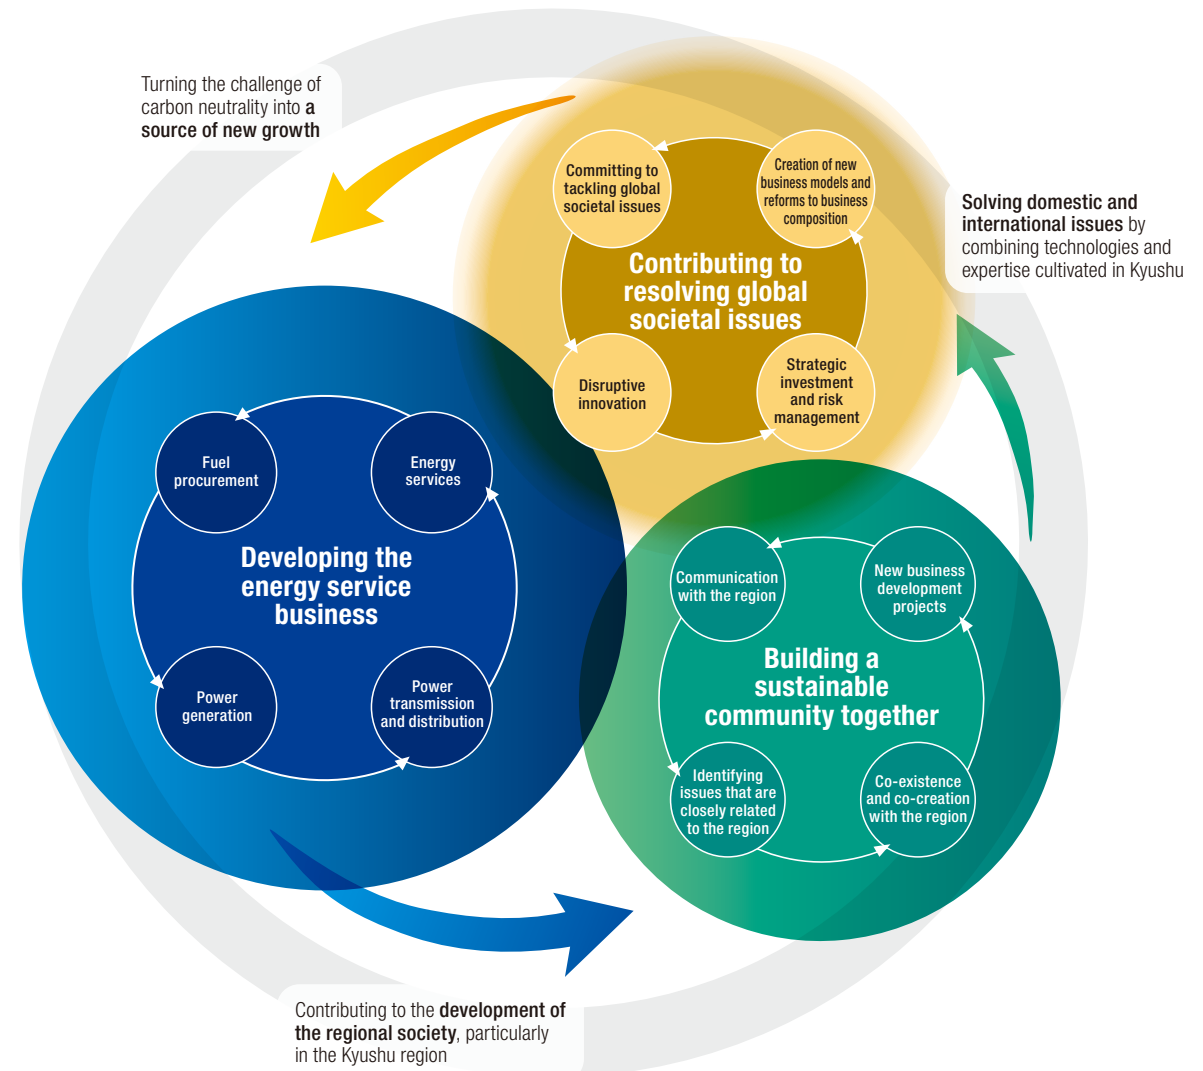 Turning the challenge of
carbon neutrality into a
source of new growth
Committing to
tackling global
societal issues
Creation of new
business models and
reforms to business
composition
Contributing to
resolving global
societal issues
Disruptive
innovation
Strategic
investment
and risk
management
Solving domestic and
international issues by
combining technologies and
expertise cultivated in Kyushu
Fuel
procurement
Energy
services
Developing the
energy service
business
Power
generation
Power
transmission
and distribution
Communication
with the region
New business
development
projects
Building a
sustainable
community together
Identifying
issues that are
closely related
to the region
Co-existence
and co-creation
with the region
Contributing to the development of
the regional society, particularly
in the Kyushu region